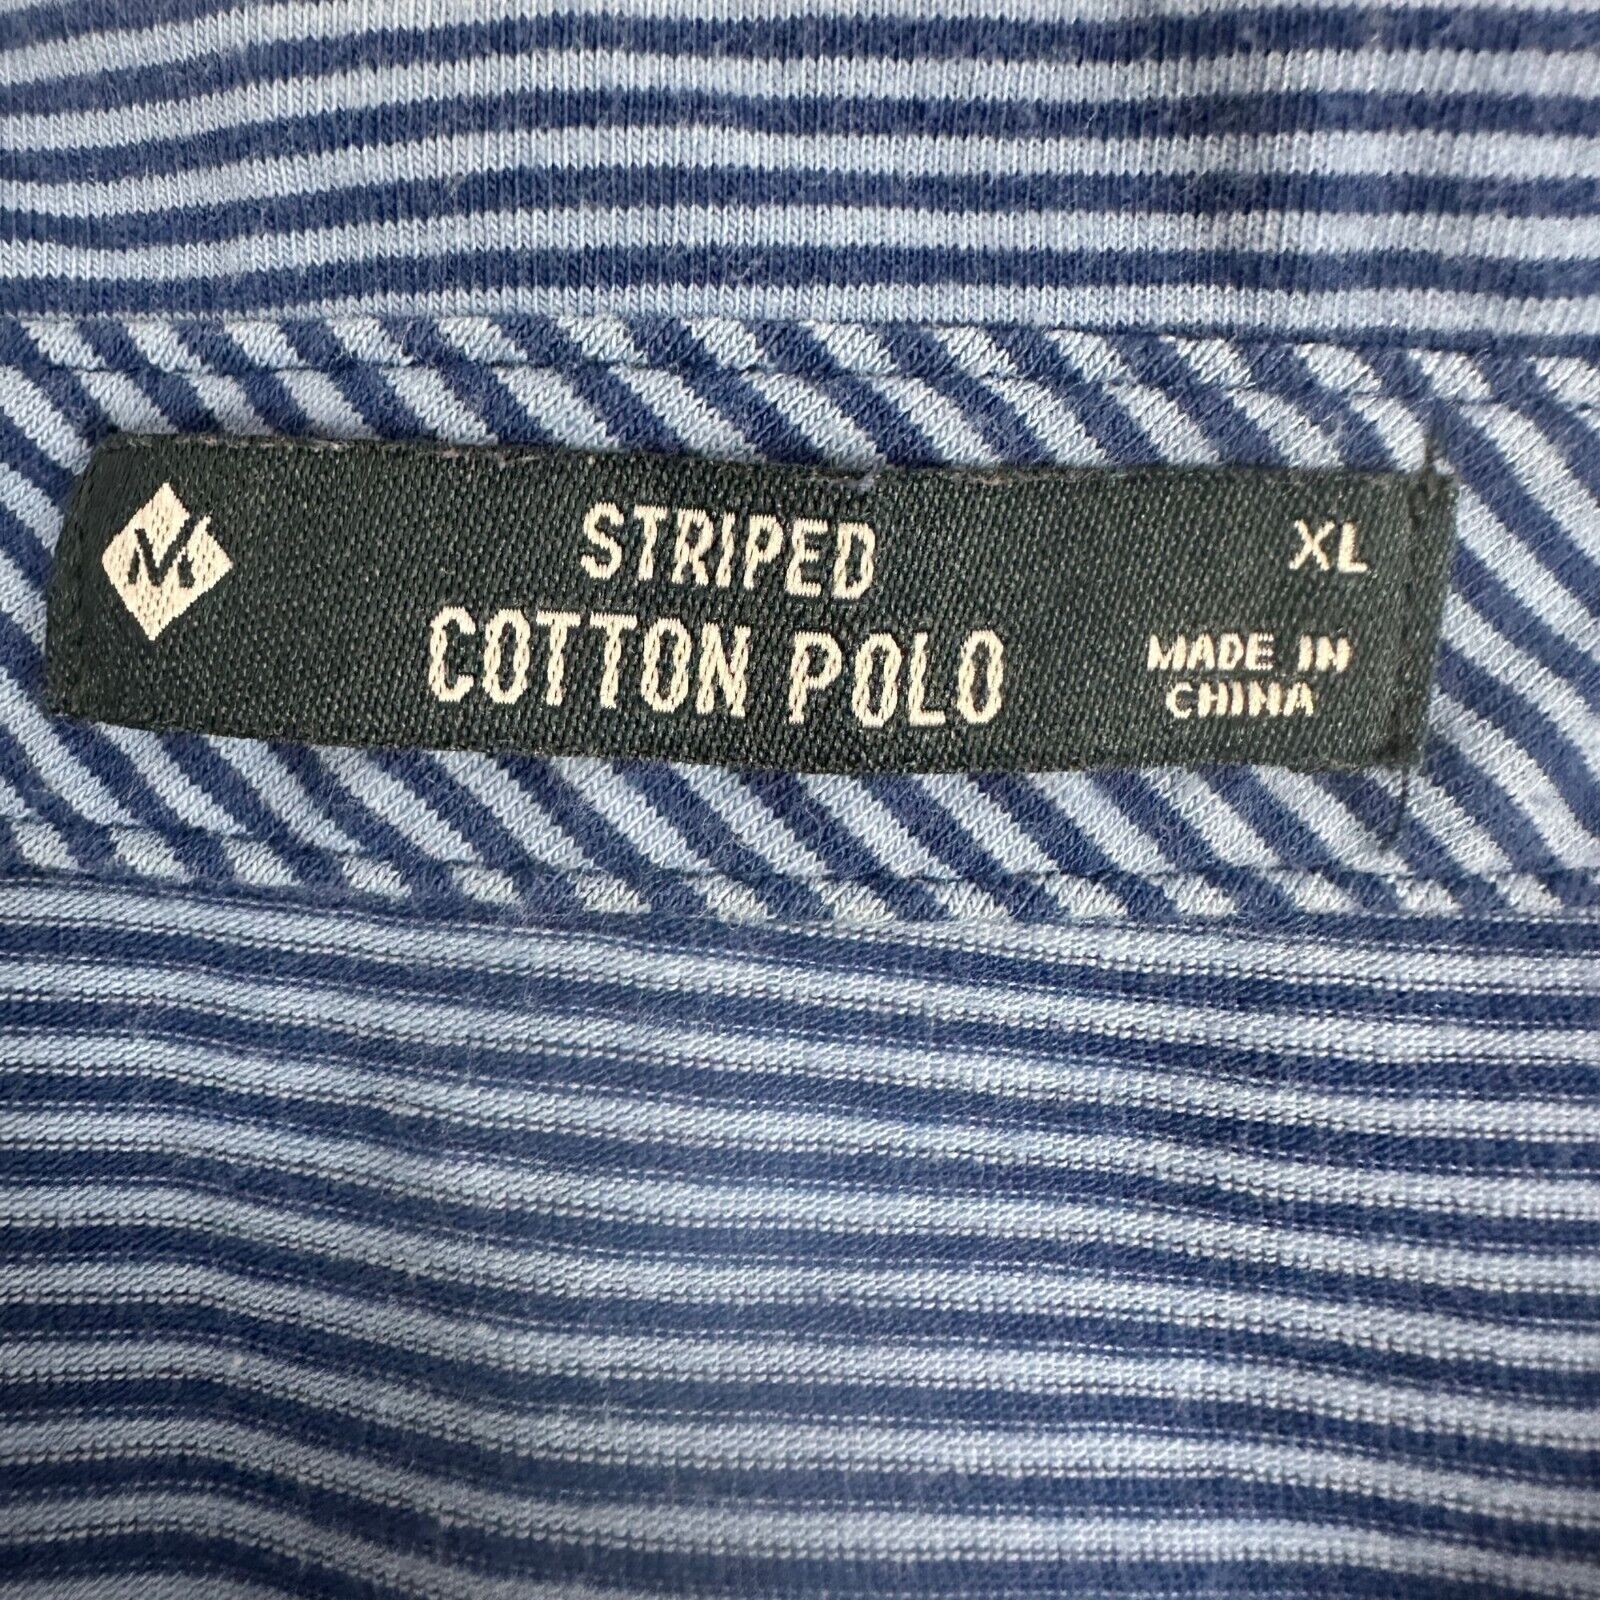 STRIPED
COTTON POLO
XL
MADE IN
CHINA